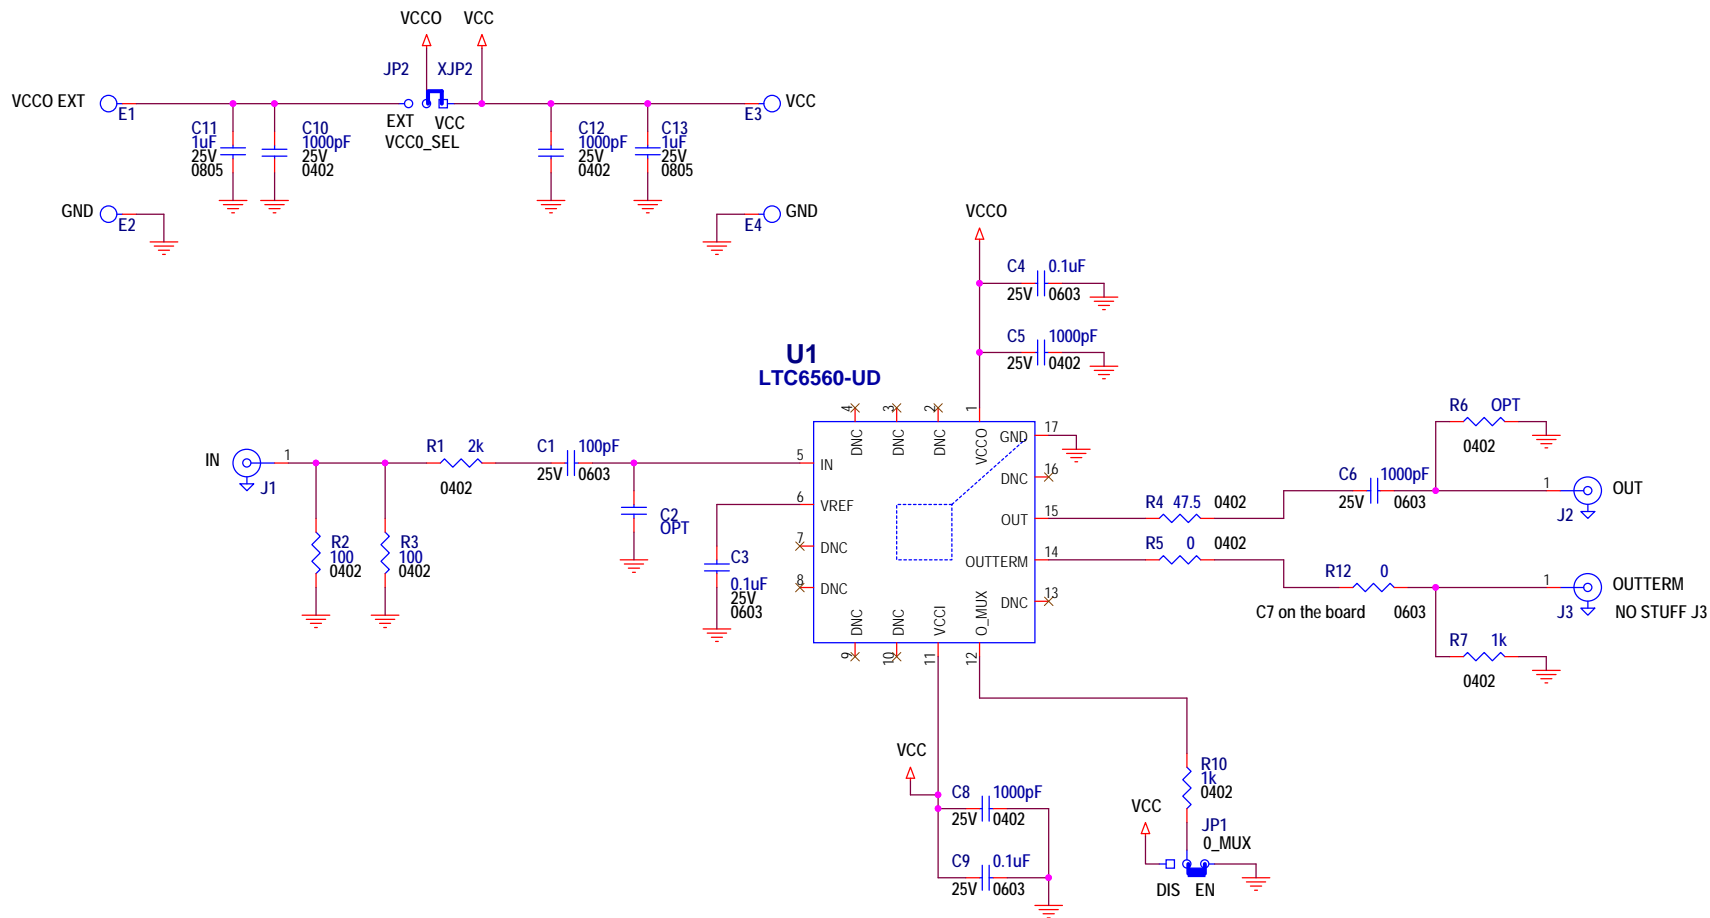 VCCO VCC
JP2 XJP2
VCCO EXT E1
EXT VCC
VCC0_SEL
E3 VCC
C11
1uF
25V
0805
C10
1000pF
25V
0402
C12
1000pF
25V
0402
C13
1uF
25V
0805
GND E2
E4 GND
VCCO
C4 0.1uF
25V 0603
C5 1000pF
25V 0402
U1
LTC6560-UD
4 3 2 1
DNC DNC DNC VCCO
GND 17
DNC 16
OUT 15
OUTTERM 14
DNC 13
5 IN
6 VREF
7 DNC
8 DNC
DNC DNC VCCI O_MUX
9 10 11 12
IN 1
J1
R1 2k
0402
C1 100pF
25V 0603
R2
100
0402
R3
100
0402
C2
OPT
C3
0.1uF
25V
0603
R4 47.5 0402
R5 0 0402
C6 1000pF
25V 0603
R6 OPT
0402
1 OUT
J2
R12 0
C7 on the board 0603
1 OUTTERM
J3 NO STUFF J3
R7 1k
0402
VCC
C8 1000pF
25V 0402
C9 0.1uF
25V 0603
R10
1k
0402
VCC
JP1
0_MUX
DIS EN